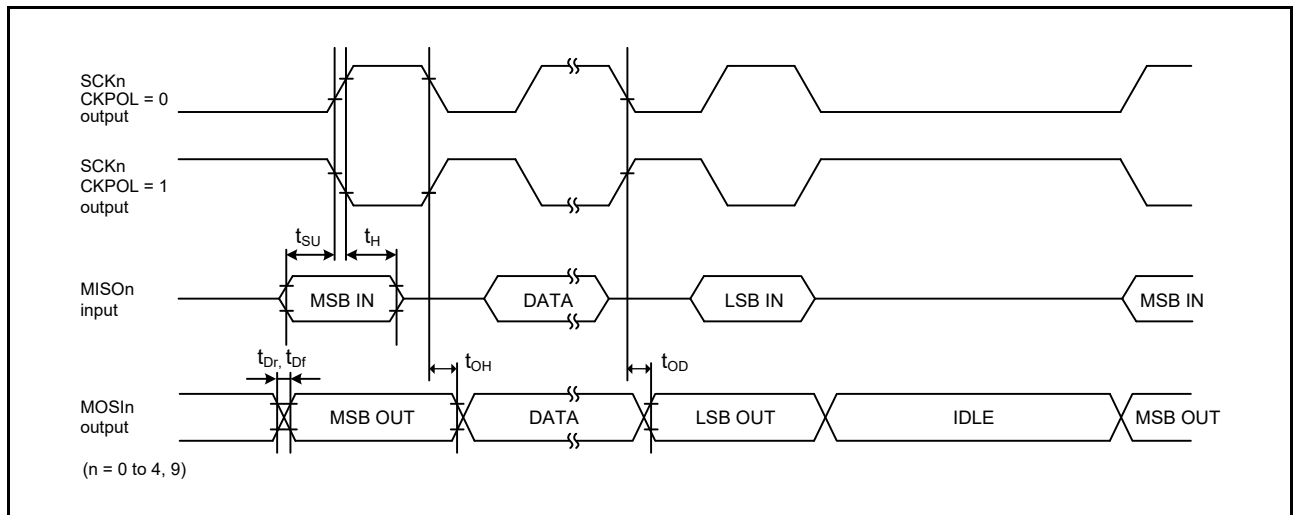 SCKn
CKPOL = 0
output
SCKn
CKPOL = 1
output
tSU
tH
MISOn
input
MSB IN
DATA
LSB IN
MSB IN
tDr, tDf
tOH
tOD
MOSIn
output
MSB OUT
DATA
LSB OUT
IDLE
MSB OUT
(n = 0 to 4, 9)